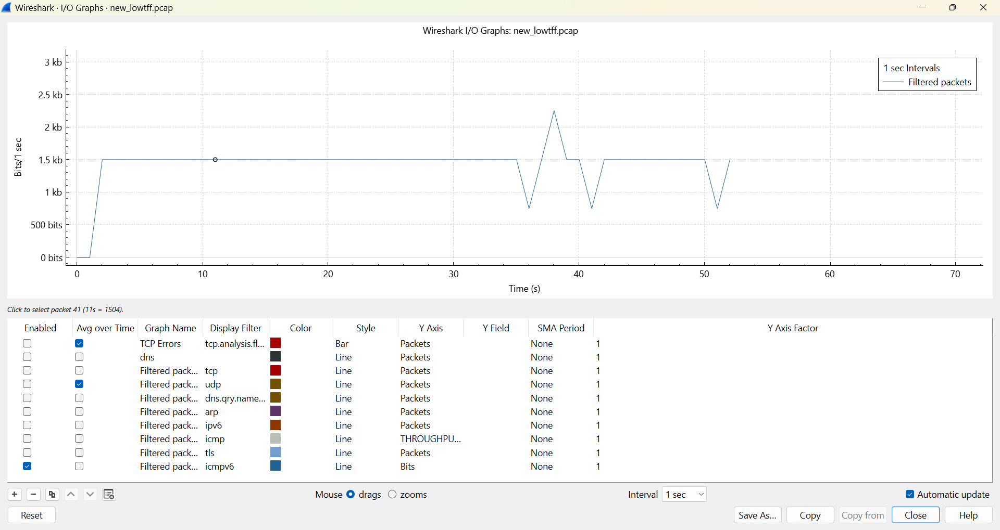 Wireshark · I/O Graphs · new_lowtff.pcap
Wireshark I/O Graphs: new_lowtff.pcap
3 kb
2.5 kb
2 kb
1.5 kb
1 kb
500 bits
0 bits
Bits/1 sec
1 sec Intervals
Filtered packets
0 10 20 30 40 50 60 70
Time (s)
Click to select packet 41 (11s = 1504).
Enabled Avg over Time Graph Name Display Filter Color Style Y Axis Y Field SMA Period Y Axis Factor
TCP Errors tcp.analysis.fl... Bar Packets None 1
dns Line Packets None 1
Filtered pack... tcp Line Packets None 1
Filtered pack... udp Line Packets None 1
Filtered pack... dns.qry.name... Line Packets None 1
Filtered pack... arp Line Packets None 1
Filtered pack... ipv6 Line Packets None 1
Filtered pack... icmp Line THROUGHPU... None 1
Filtered pack... tls Line Packets None 1
Filtered pack... icmpv6 Line Bits None 1
Mouse drags zooms Interval 1 sec Automatic update
Reset Save As... Copy Copy from Close Help